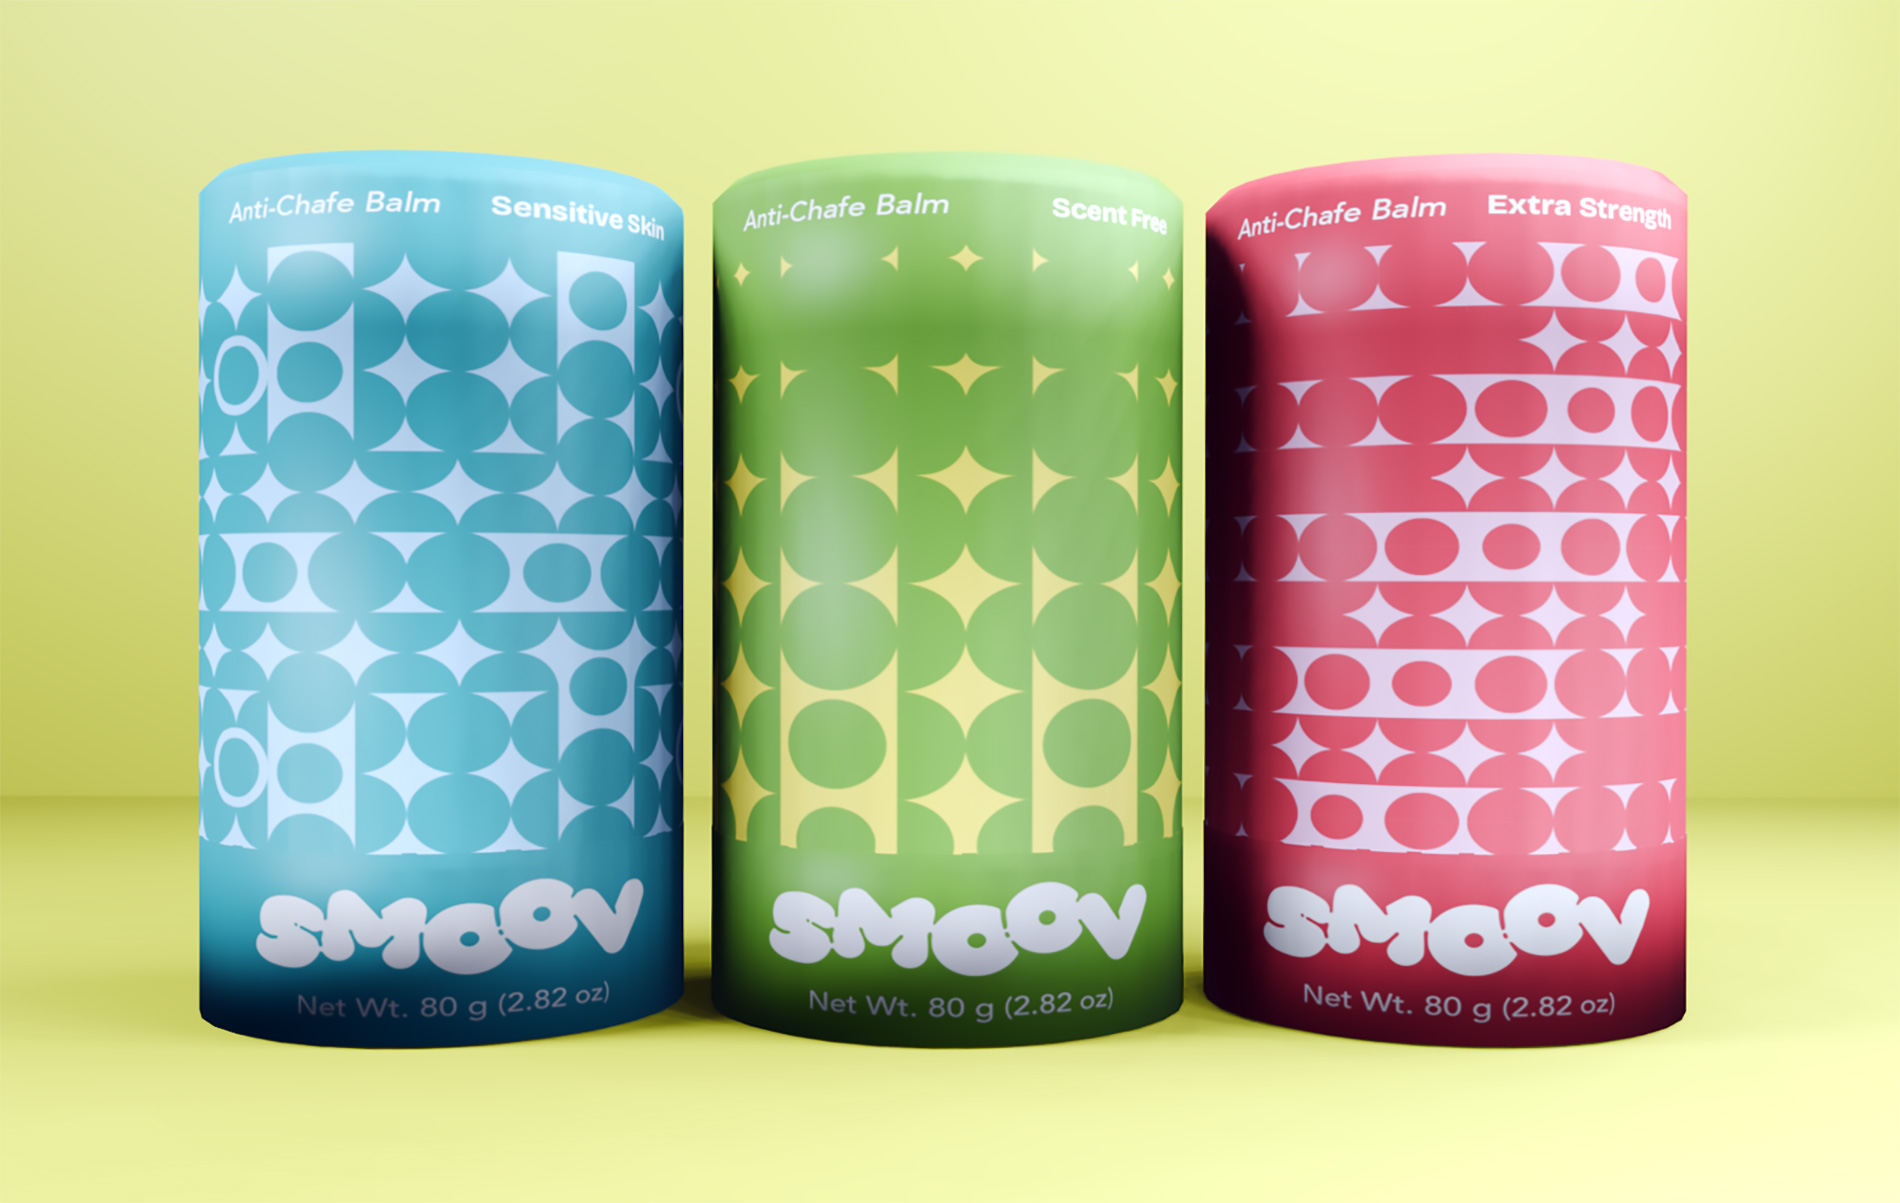 Anti-Chafe Balm Sensitive Skin
SMOOV
Net Wt. 80 g (2.82 oz)
Anti-Chafe Balm Scent Free
SMOOV
Net Wt. 80 g (2.82 oz)
Anti-Chafe Balm Extra Strength
SMOOV
Net Wt. 80 g (2.82 oz)